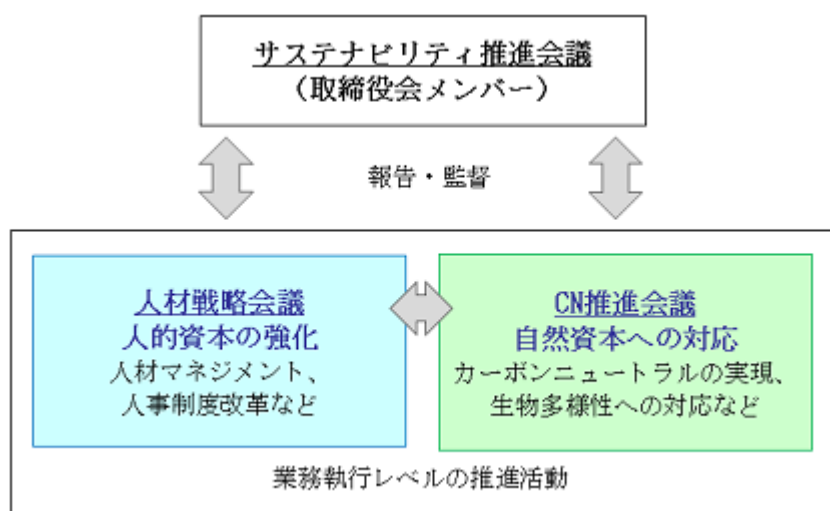 サステナビリティ推進会議
（取締役会メンバー）
報告・監督
人材戦略会議
人的資本の強化
人材マネジメント、
人事制度改革など
CN推進会議
自然資本への対応
カーボンニュートラルの実現、
生物多様性への対応など
業務執行レベルの推進活動